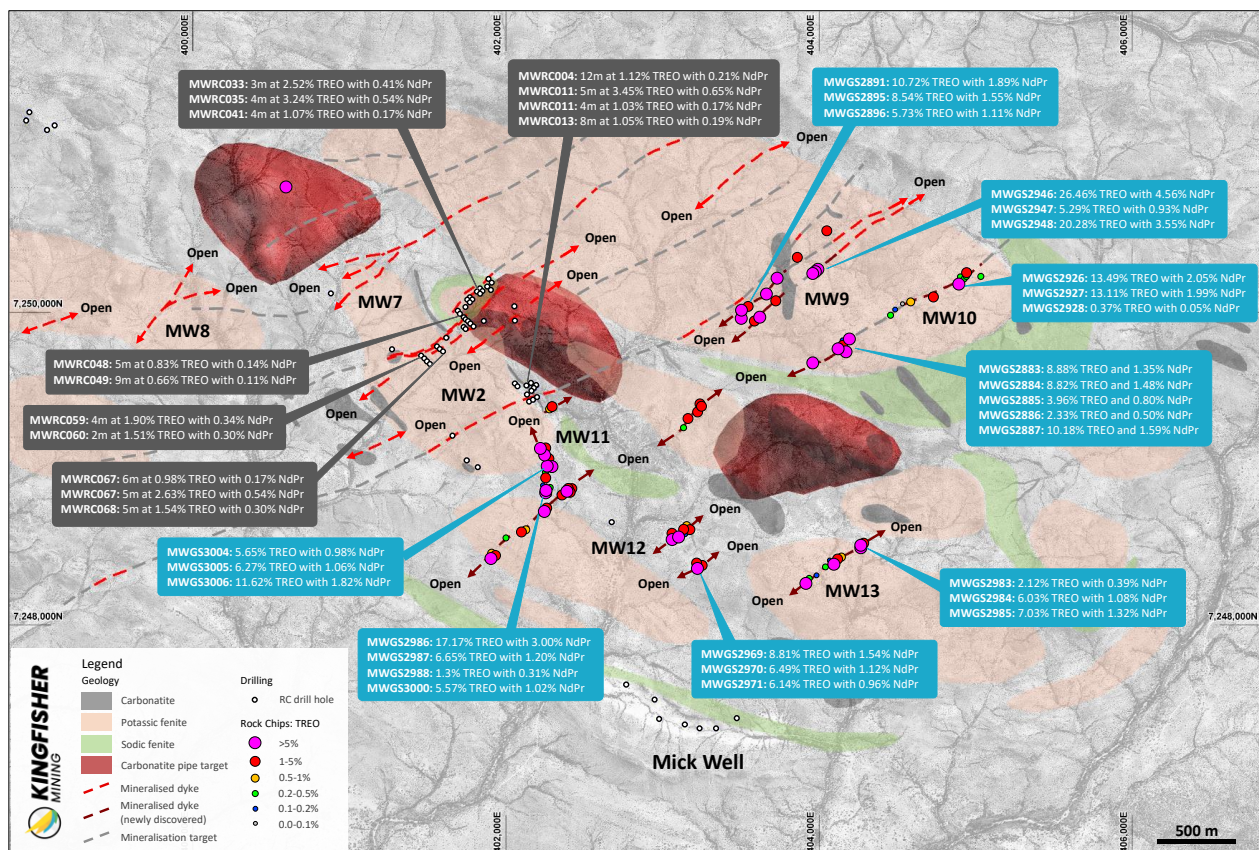 400,000E
402,000E
404,000E
406,000E
MWRC033: 3m at 2.52% TREO with 0.41% NdPr
MWRC035: 4m at 3.24% TREO with 0.54% NdPr
MWRC041: 4m at 1.07% TREO with 0.17% NdPr
MWRC004: 12m at 1.12% TREO with 0.21% NdPr
MWRC011: 5m at 3.45% TREO with 0.65% NdPr
MWRC011: 4m at 1.03% TREO with 0.17% NdPr
MWRC013: 8m at 1.05% TREO with 0.19% NdPr
MWGS2891: 10.72% TREO with 1.89% NdPr
MWGS2895: 8.54% TREO with 1.55% NdPr
MWGS2896: 5.73% TREO with 1.11% NdPr
Open
Open
Open
MWGS2946: 26.46% TREO with 4.56% NdPr
MWGS2947: 5.29% TREO with 0.93% NdPr
MWGS2948: 20.28% TREO with 3.55% NdPr
Open
Open
Open
Open
Open
Open
MWGS2926: 13.49% TREO with 2.05% NdPr
MWGS2927: 13.11% TREO with 1.99% NdPr
MWGS2928: 0.37% TREO with 0.05% NdPr
7,250,000N
7,250,000N
Open
MW7
MW8
MW9
MW10
Open
Open
Open
MWRC048: 5m at 0.83% TREO with 0.14% NdPr
MWRC049: 9m at 0.66% TREO with 0.11% NdPr
Open
MW2
MWGS2883: 8.88% TREO and 1.35% NdPr
MWGS2884: 8.82% TREO and 1.48% NdPr
MWGS2885: 3.96% TREO and 0.80% NdPr
MWGS2886: 2.33% TREO and 0.50% NdPr
MWGS2887: 10.18% TREO and 1.59% NdPr
MWRC059: 4m at 1.90% TREO with 0.34% NdPr
MWRC060: 2m at 1.51% TREO with 0.30% NdPr
Open
Open
MW11
Open
Open
MWRC067: 6m at 0.98% TREO with 0.17% NdPr
MWRC067: 5m at 2.63% TREO with 0.54% NdPr
MWRC068: 5m at 1.54% TREO with 0.30% NdPr
Open
Open
MWGS3004: 5.65% TREO with 0.98% NdPr
MWGS3005: 6.27% TREO with 1.06% NdPr
MWGS3006: 11.62% TREO with 1.82% NdPr
Open
MW12
Open
Open
Open
Open
MW13
MWGS2983: 2.12% TREO with 0.39% NdPr
MWGS2984: 6.03% TREO with 1.08% NdPr
MWGS2985: 7.03% TREO with 1.32% NdPr
7,248,000N
7,248,000N
MWGS2986: 17.17% TREO with 3.00% NdPr
MWGS2987: 6.65% TREO with 1.20% NdPr
MWGS2988: 1.3% TREO with 0.31% NdPr
MWGS3000: 5.57% TREO with 1.02% NdPr
MWGS2969: 8.81% TREO with 1.54% NdPr
MWGS2970: 6.49% TREO with 1.12% NdPr
MWGS2971: 6.14% TREO with 0.96% NdPr
Mick Well
KINGFISHER
MINING
Legend
Geology
Carbonatite
Potassic fenite
Sodic fenite
Carbonatite pipe target
Mineralised dyke
Mineralised dyke
(newly discovered)
Mineralisation target
Drilling
RC drill hole
Rock Chips: TREO
>5%
1-5%
0.5-1%
0.2-0.5%
0.1-0.2%
0.0-0.1%
402,000E
404,000E
406,000E
500 m